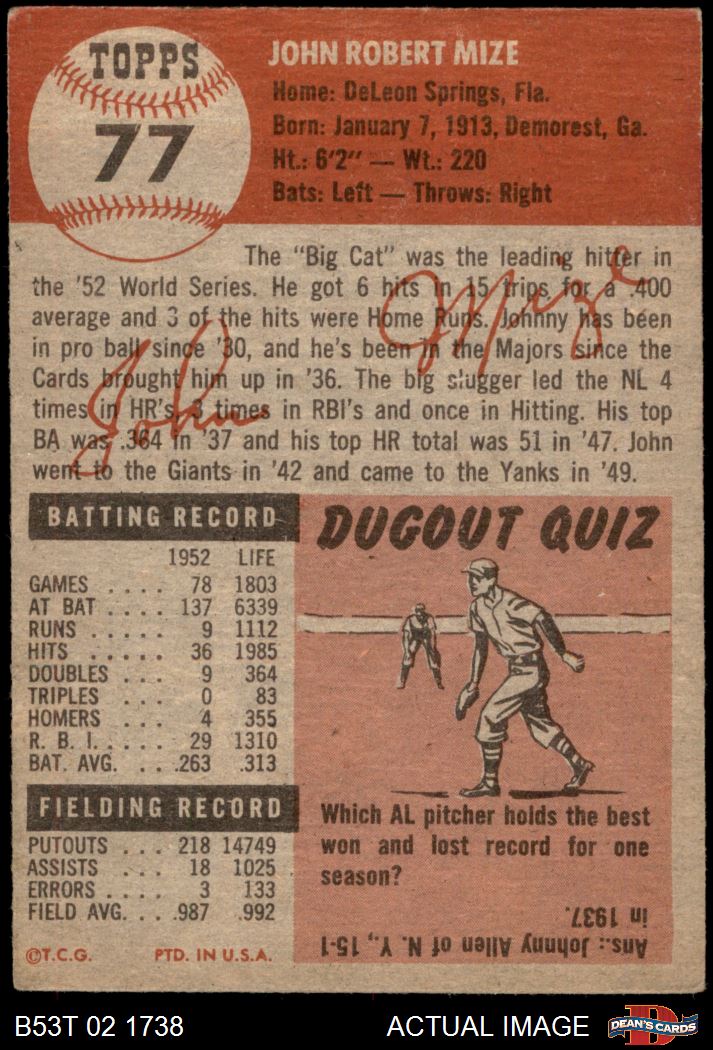 TOPPS
77
JOHN ROBERT MIZE
Home: DeLeon Springs, Fla.
Born: January 7, 1913, Demorest, Ga.
Ht.: 6'2" — Wt.: 220
Bats: Left — Throws: Right
The "Big Cat" was the leading hitter in
the '52 World Series. He got 6 hits in 15 trips for a .400
average and 3 of the hits were Home Runs. Johnny has been
in pro ball since '30, and he's been in the Majors since the
Cards brought him up in '36. The big slugger led the NL 4
times in HR's, 3 times in RBI's and once in Hitting. His top
BA was .364 in '37 and his top HR total was 51 in '47. John
went to the Giants in '42 and came to the Yanks in '49.
John Mize
BATTING RECORD
1952 LIFE
GAMES .... 78 1803
AT BAT .... 137 6339
RUNS ..... 9 1112
HITS ..... 36 1985
DOUBLES ... 9 364
TRIPLES ... 0 83
HOMERS ... 4 355
R. B. I. .... 29 1310
BAT. AVG. ... .263 .313
FIELDING RECORD
PUTOUTS ... 218 14749
ASSISTS ... 18 1025
ERRORS .... 3 133
FIELD AVG. ... .987 .992
©T.C.G. PTD. IN U.S.A.
DUGOUT QUIZ
Which AL pitcher holds the best
won and lost record for one
season?
Ans.: Johnny Allen of N. Y., 15-1
in 1937.
B53T 02 1738
ACTUAL IMAGE
D
DEAN'S CARDS